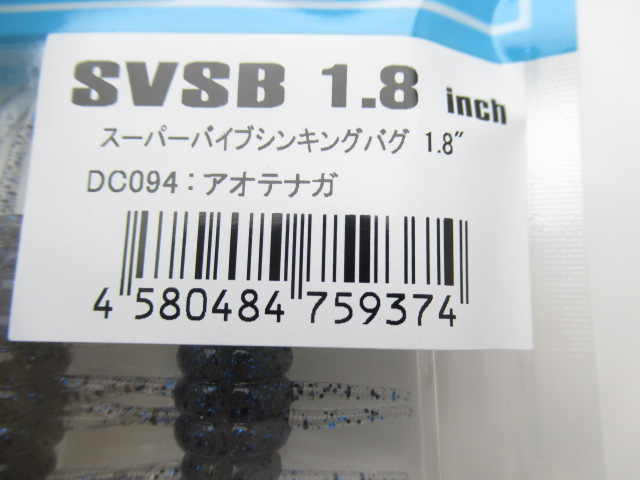 SVSB 1.8 inch
スーパーバイブシンキングバグ 1.8″
DC094：アオテナガ
4 580484 759374